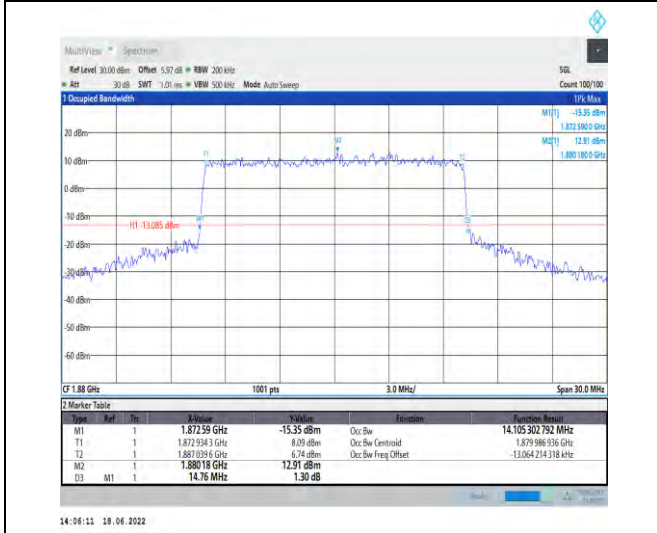 MultiView Spectrum
Ref Level 30.00 dBm Offset 5.97 dB RBW 200 kHz SGL
Att 30 dB SWT 1.01 ms VBW 500 kHz Mode Auto Sweep Count 100/100
1 Occupied Bandwidth 1Pk Max
M1[1] -15.35 dBm
1.872 590 0 GHz
M2[1] 12.91 dBm
1.880 180 0 GHz
20 dBm
M2
T1
10 dBm
0 dBm
-10 dBm
M1
H1 -13.085 dBm
-20 dBm
-30 dBm
-40 dBm
-50 dBm
-60 dBm
CF 1.88 GHz 1001 pts 3.0 MHz/ Span 30.0 MHz
2 Marker Table
Type Ref Trc X-Value Y-Value Function Function Result
M1 1 1.872 59 GHz -15.35 dBm Occ Bw 14.105 302 792 MHz
T1 1 1.872 934 3 GHz 8.09 dBm Occ Bw Centroid 1.879 986 936 GHz
T2 1 1.887 039 6 GHz 6.74 dBm Occ Bw Freq Offset -13.064 214 318 kHz
M2 1 1.880 18 GHz 12.91 dBm
D3 M1 1 14.76 MHz 1.30 dB
14:06:11 18.06.2022